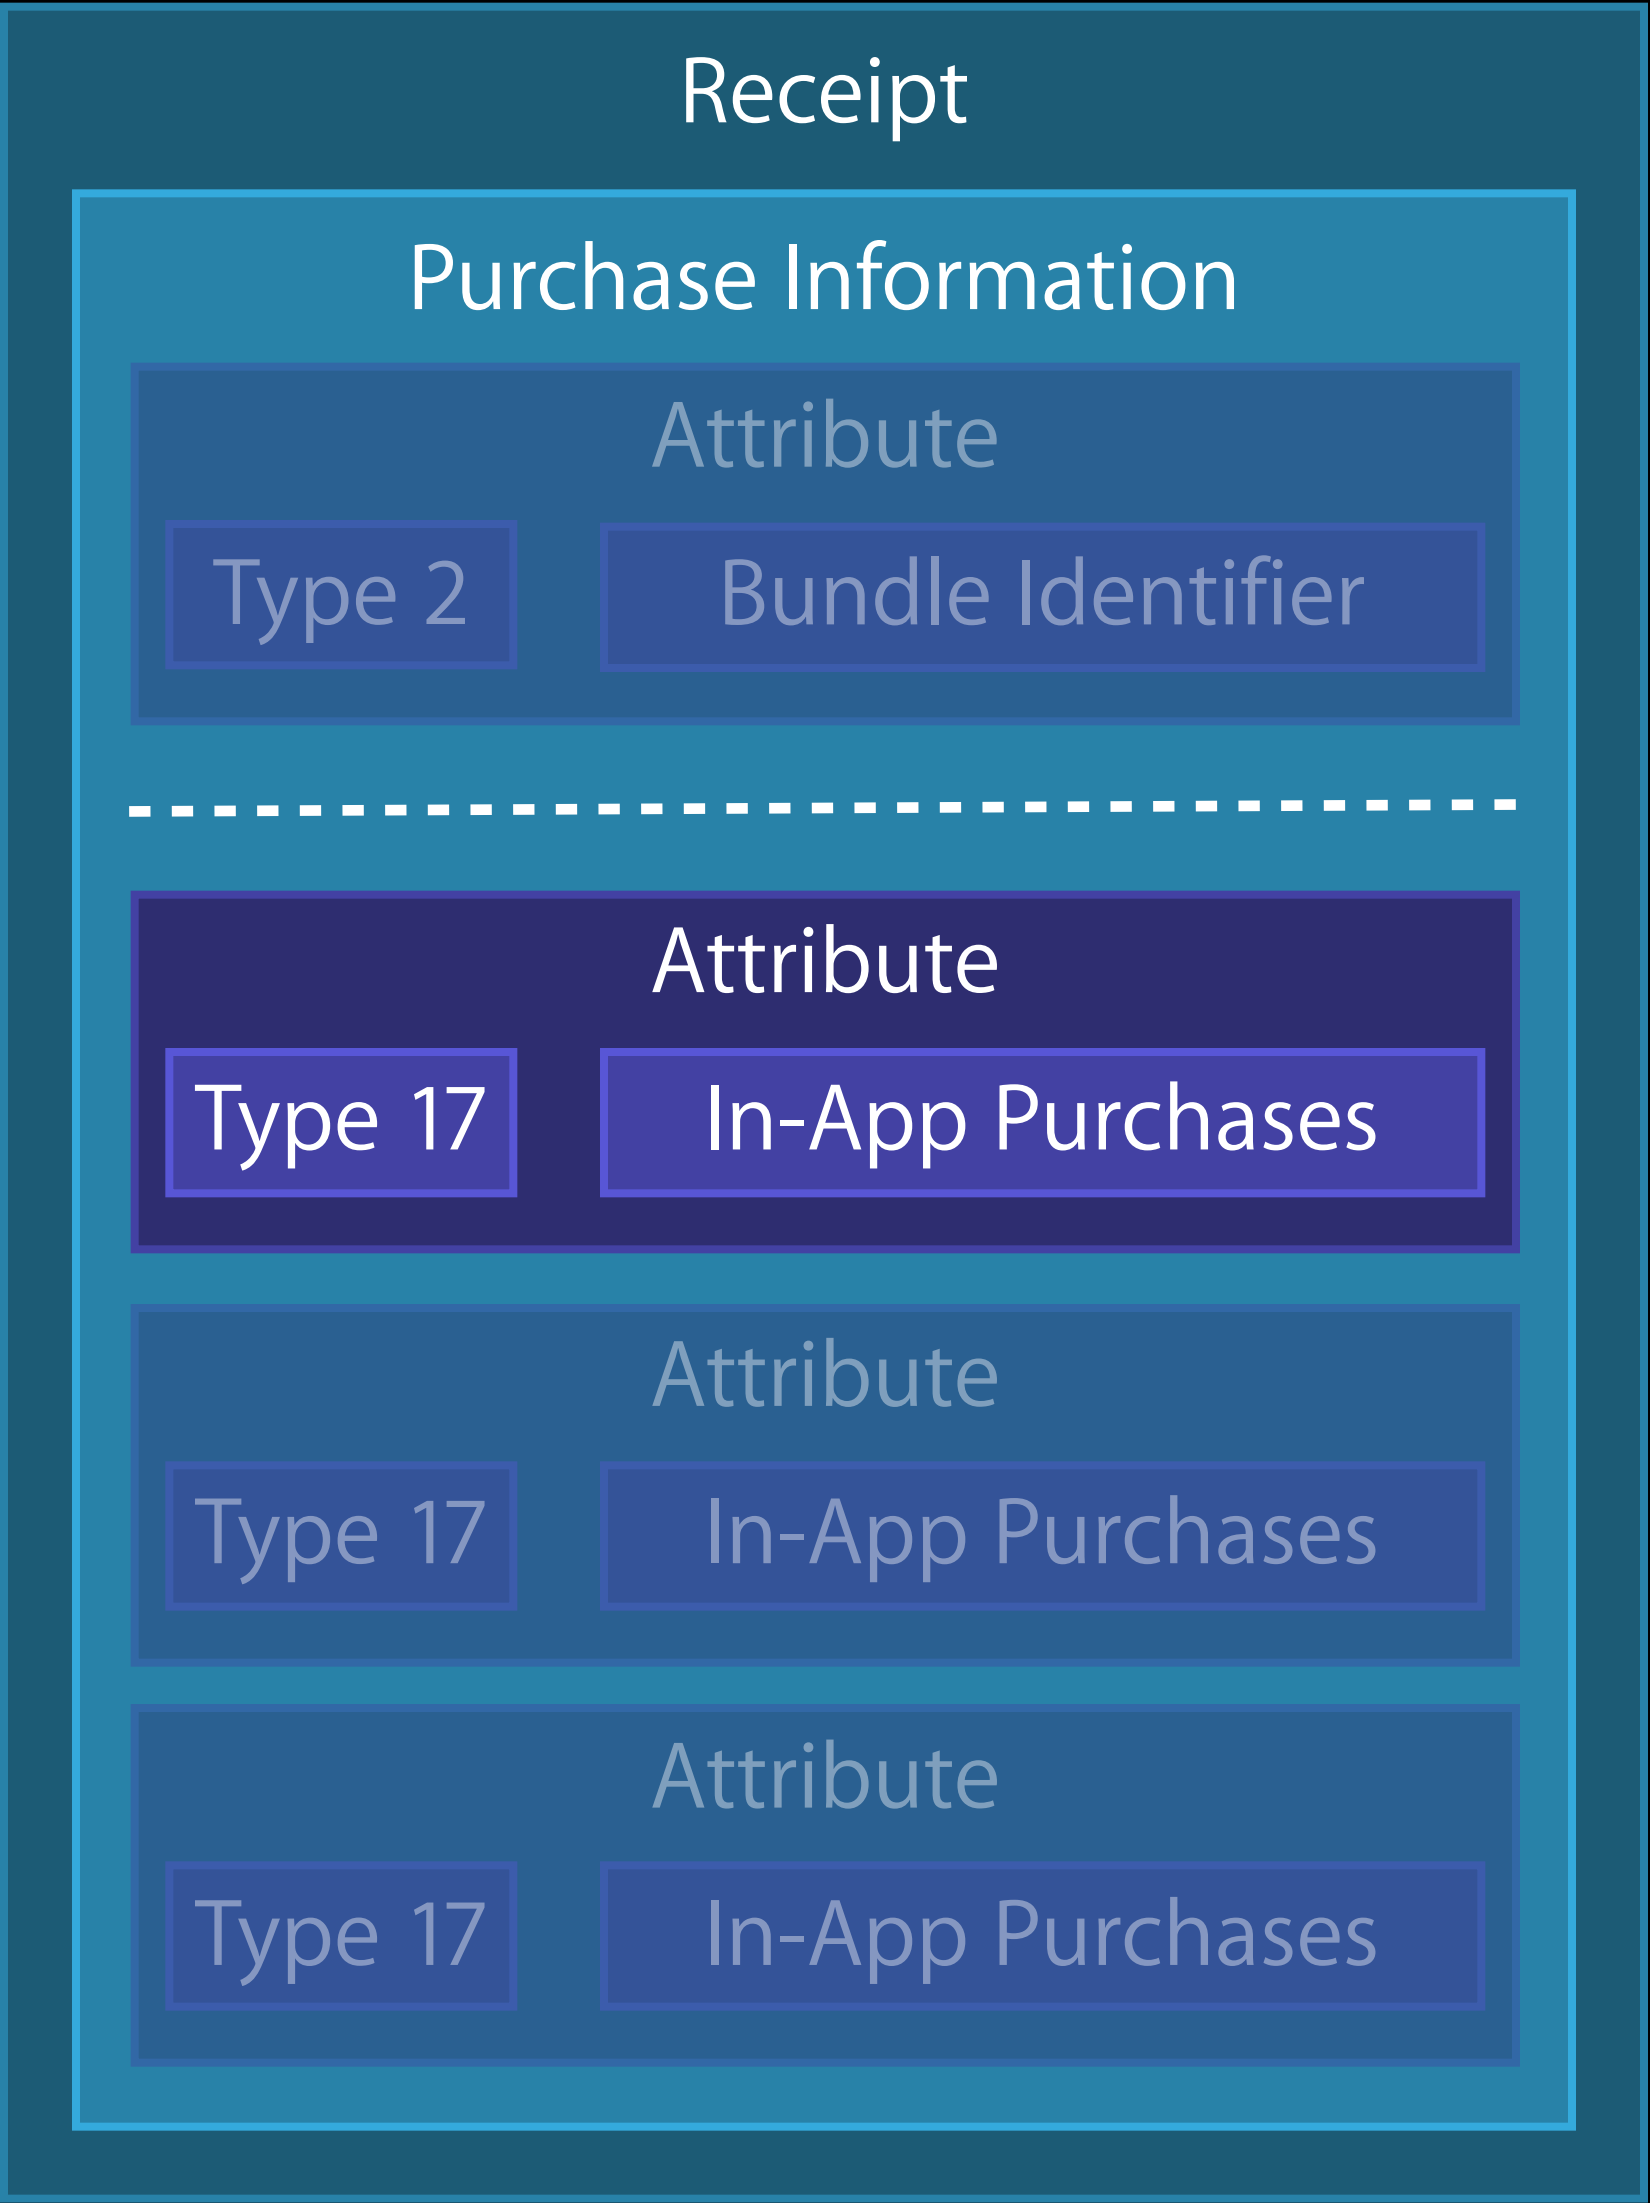 Receipt
Purchase Information
Attribute
Type 2 Bundle Identifier
Attribute
Type 17 In-App Purchases
Attribute
Type 17 In-App Purchases
Attribute
Type 17 In-App Purchases